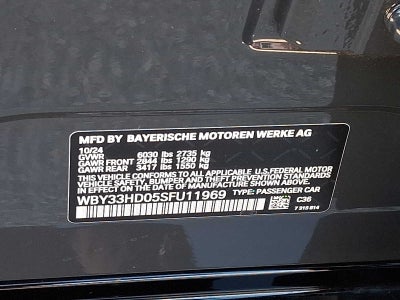 MFD BY BAYERISCHE MOTOREN WERKE AG
10/24
GVWR 6030 lbs 2735 kg
GAWR FRONT 2844 lbs 1290 kg
GAWR REAR 3417 lbs 1550 kg
THIS VEHICLE CONFORMS TO ALL APPLICABLE U.S. FEDERAL MOTOR
VEHICLE SAFETY, BUMPER, AND THEFT PREVENTION STANDARDS
IN EFFECT ON THE DATE OF MANUFACTURE SHOWN ABOVE.
WBY33HD05SFU11969 TYPE: PASSENGER CAR
C36